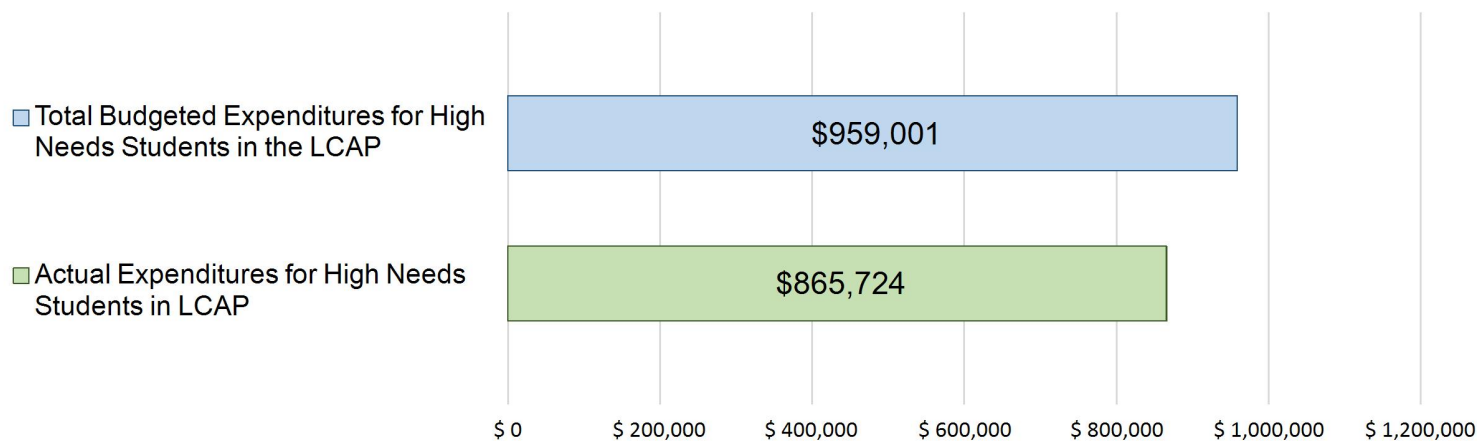 Total Budgeted Expenditures for High
Needs Students in the LCAP
$959,001
Actual Expenditures for High Needs
Students in LCAP
$865,724
$ 0 $ 200,000 $ 400,000 $ 600,000 $ 800,000 $ 1,000,000 $ 1,200,000